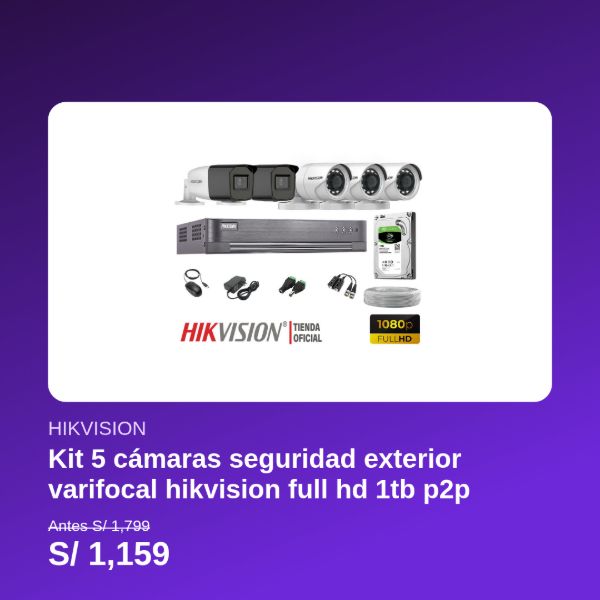 HIKVISION® TIENDA
OFICIAL
1080p
FULL HD
HIKVISION
Kit 5 cámaras seguridad exterior
varifocal hikvision full hd 1tb p2p
Antes S/ 1,799
S/ 1,159